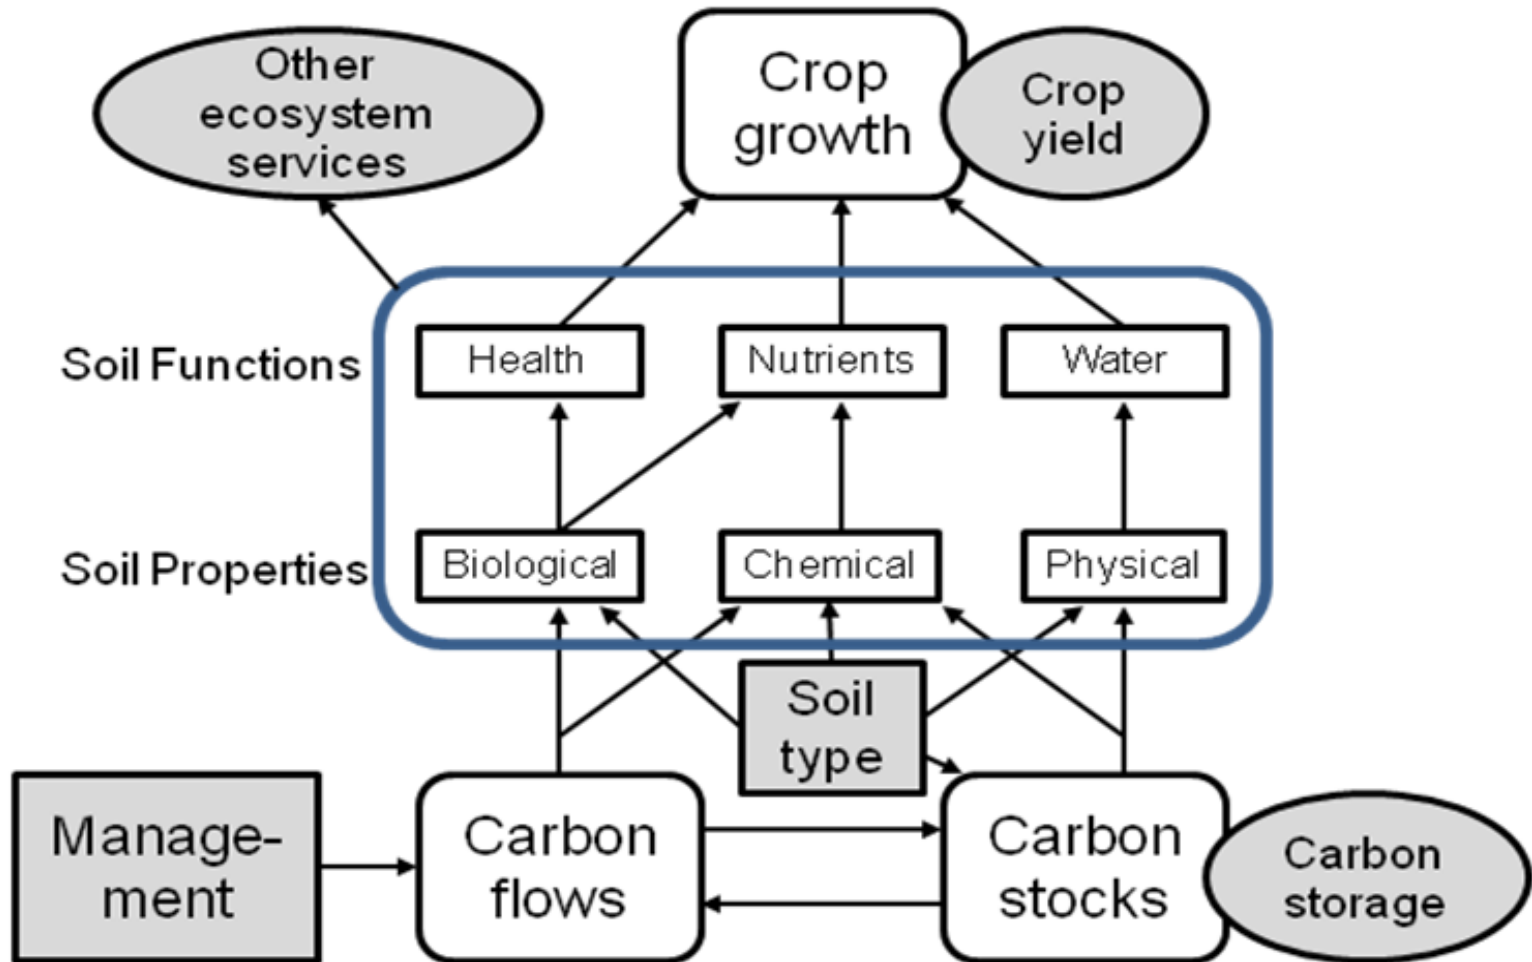 Other
ecosystem
services
Crop
growth
Crop
yield
Soil Functions
Health
Nutrients
Water
Soil Properties
Biological
Chemical
Physical
Soil
type
Manage-
ment
Carbon
flows
Carbon
stocks
Carbon
storage